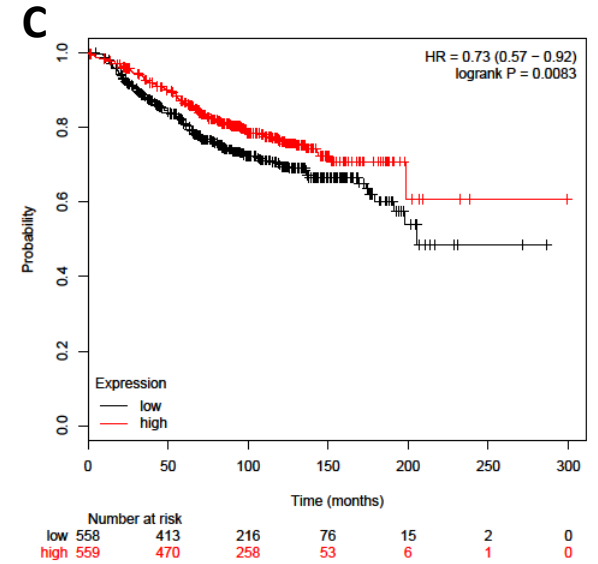 C
HR = 0.73 (0.57 − 0.92)
logrank P = 0.0083
1.0
0.8
0.6
0.4
0.2
0.0
Probability
Expression
low
high
0 50 100 150 200 250 300
Time (months)
Number at risk
low 558 413 216 76 15 2 0
high 559 470 258 53 6 1 0